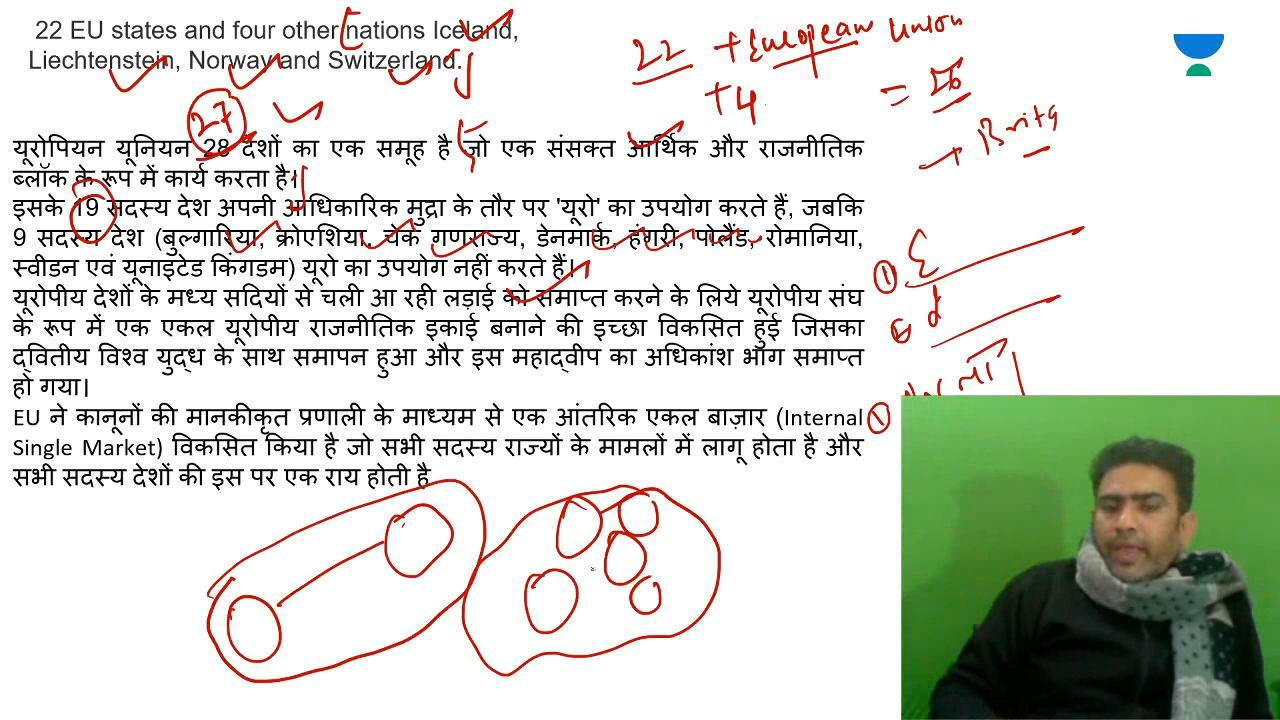 22 EU states and four other nations Iceland,
Liechtenstein, Norway and Switzerland.
22 + European Union
+4 = 26
→ Brita
27
यूरोपियन यूनियन 28 देशों का एक समूह है जो एक संसक्त आर्थिक और राजनीतिक
ब्लॉक के रूप में कार्य करता है।
इसके 19 सदस्य देश अपनी आधिकारिक मुद्रा के तौर पर 'यूरो' का उपयोग करते हैं, जबकि
9 सदस्य देश (बुल्गारिया, क्रोएशिया, चेक गणराज्य, डेनमार्क, हंगरी, पोलैंड, रोमानिया,
स्वीडन एवं यूनाइटेड किंगडम) यूरो का उपयोग नहीं करते हैं।
यूरोपीय देशों के मध्य सदियों से चली आ रही लड़ाई को समाप्त करने के लिये यूरोपीय संघ
के रूप में एक एकल यूरोपीय राजनीतिक इकाई बनाने की इच्छा विकसित हुई जिसका
द्वितीय विश्व युद्ध के साथ समापन हुआ और इस महाद्वीप का अधिकांश भाग समाप्त
हो गया।
EU ने कानूनों की मानकीकृत प्रणाली के माध्यम से एक आंतरिक एकल बाज़ार (Internal
Single Market) विकसित किया है जो सभी सदस्य राज्यों के मामलों में लागू होता है और
सभी सदस्य देशों की इस पर एक राय होती है